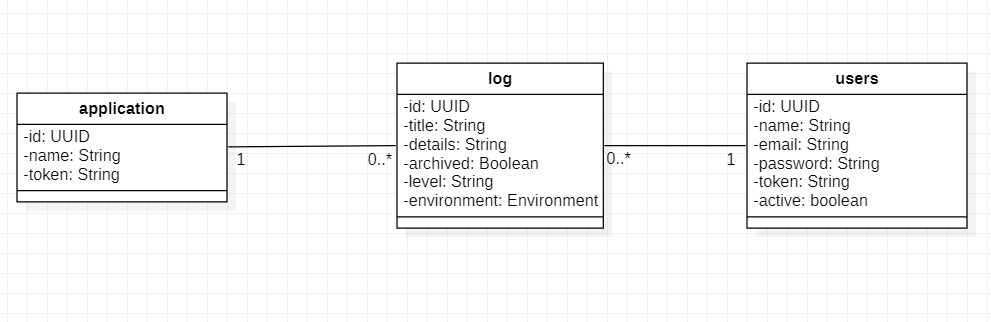 application
-id: UUID
-name: String
-token: String
1
0..*
log
-id: UUID
-title: String
-details: String
-archived: Boolean
-level: String
-environment: Environment
0..*
1
users
-id: UUID
-name: String
-email: String
-password: String
-token: String
-active: boolean